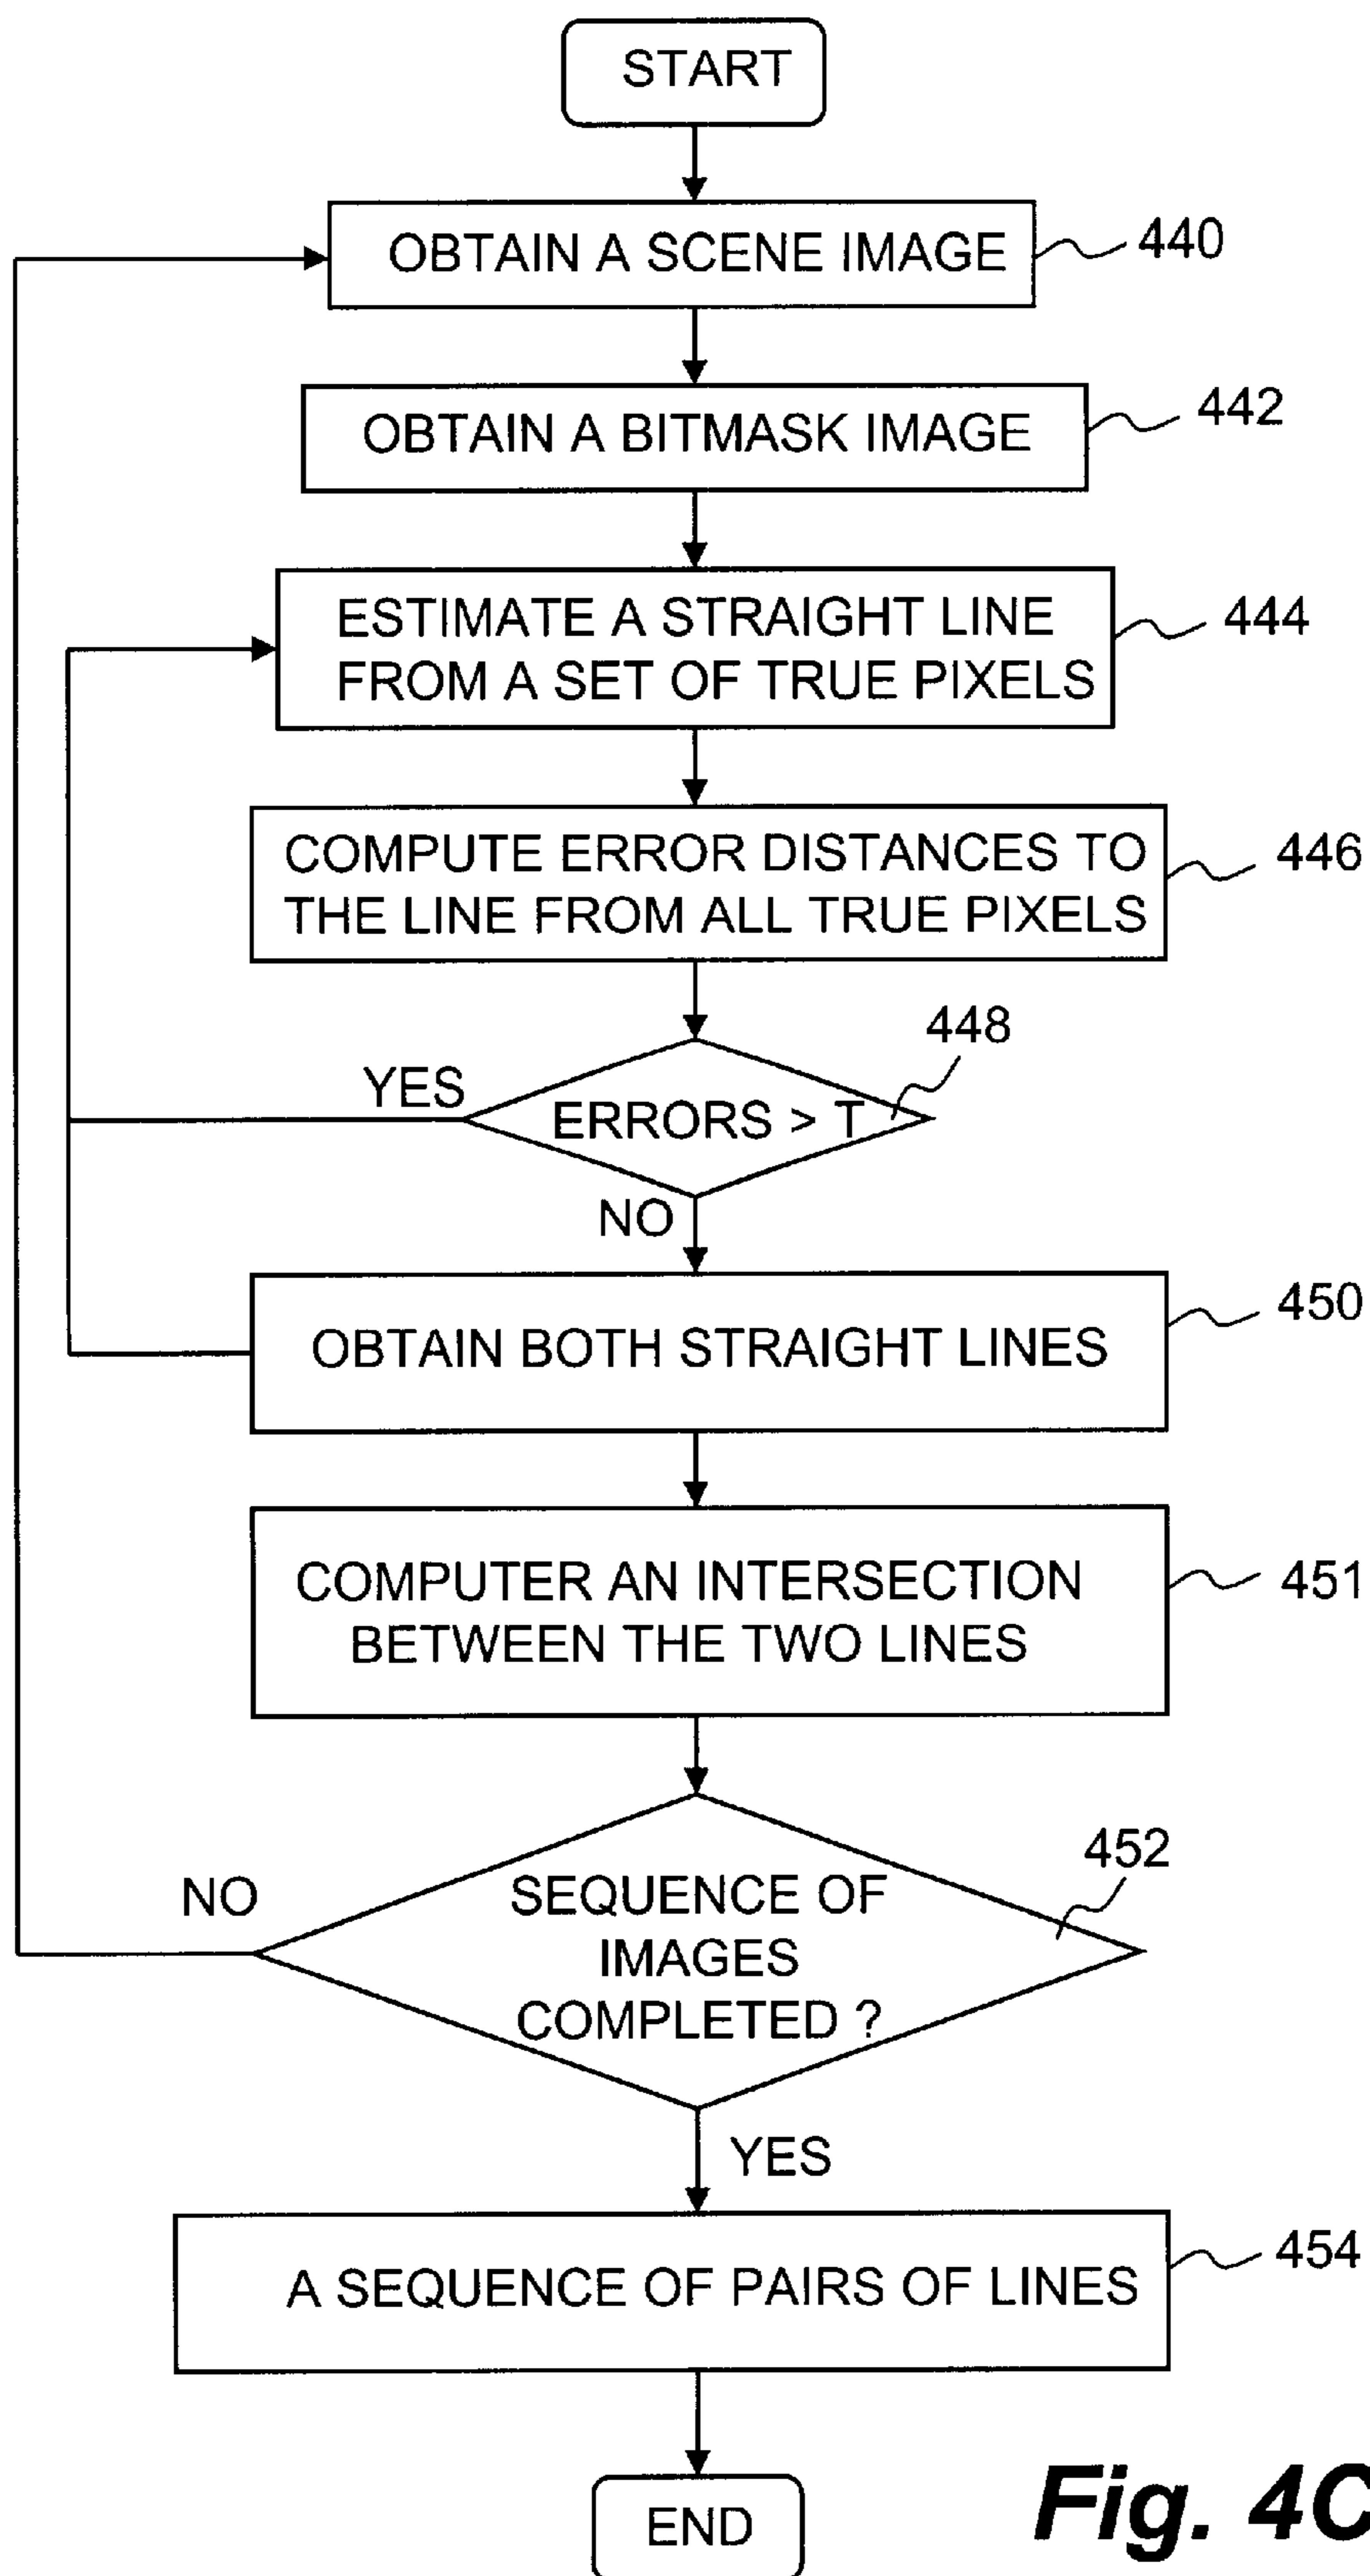 START
OBTAIN A SCENE IMAGE
440
OBTAIN A BITMASK IMAGE
442
ESTIMATE A STRAIGHT LINE
FROM A SET OF TRUE PIXELS
444
COMPUTE ERROR DISTANCES TO
THE LINE FROM ALL TRUE PIXELS
446
448
YES
ERRORS > T
NO
OBTAIN BOTH STRAIGHT LINES
450
COMPUTER AN INTERSECTION
BETWEEN THE TWO LINES
451
452
NO
SEQUENCE OF
IMAGES
COMPLETED ?
YES
A SEQUENCE OF PAIRS OF LINES
454
END
Fig. 4C